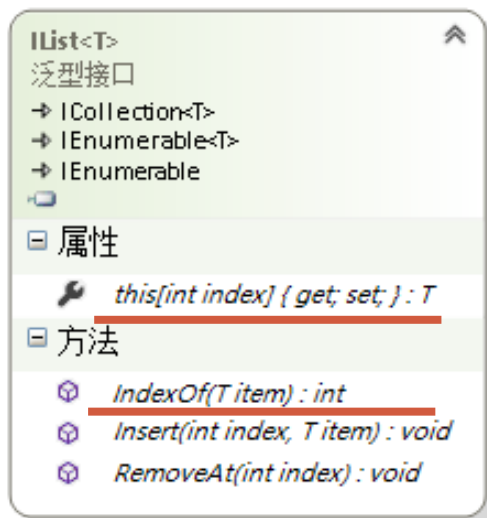 IList<T>
泛型接口
ICollection<T>
IEnumerable<T>
IEnumerable
属性
this[int index] { get; set; } : T
方法
IndexOf(T item) : int
Insert(int index, T item) : void
RemoveAt(int index) : void